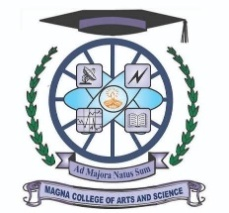 Ad Majora Natus Sum
MAGNA COLLEGE OF ARTS AND SCIENCE